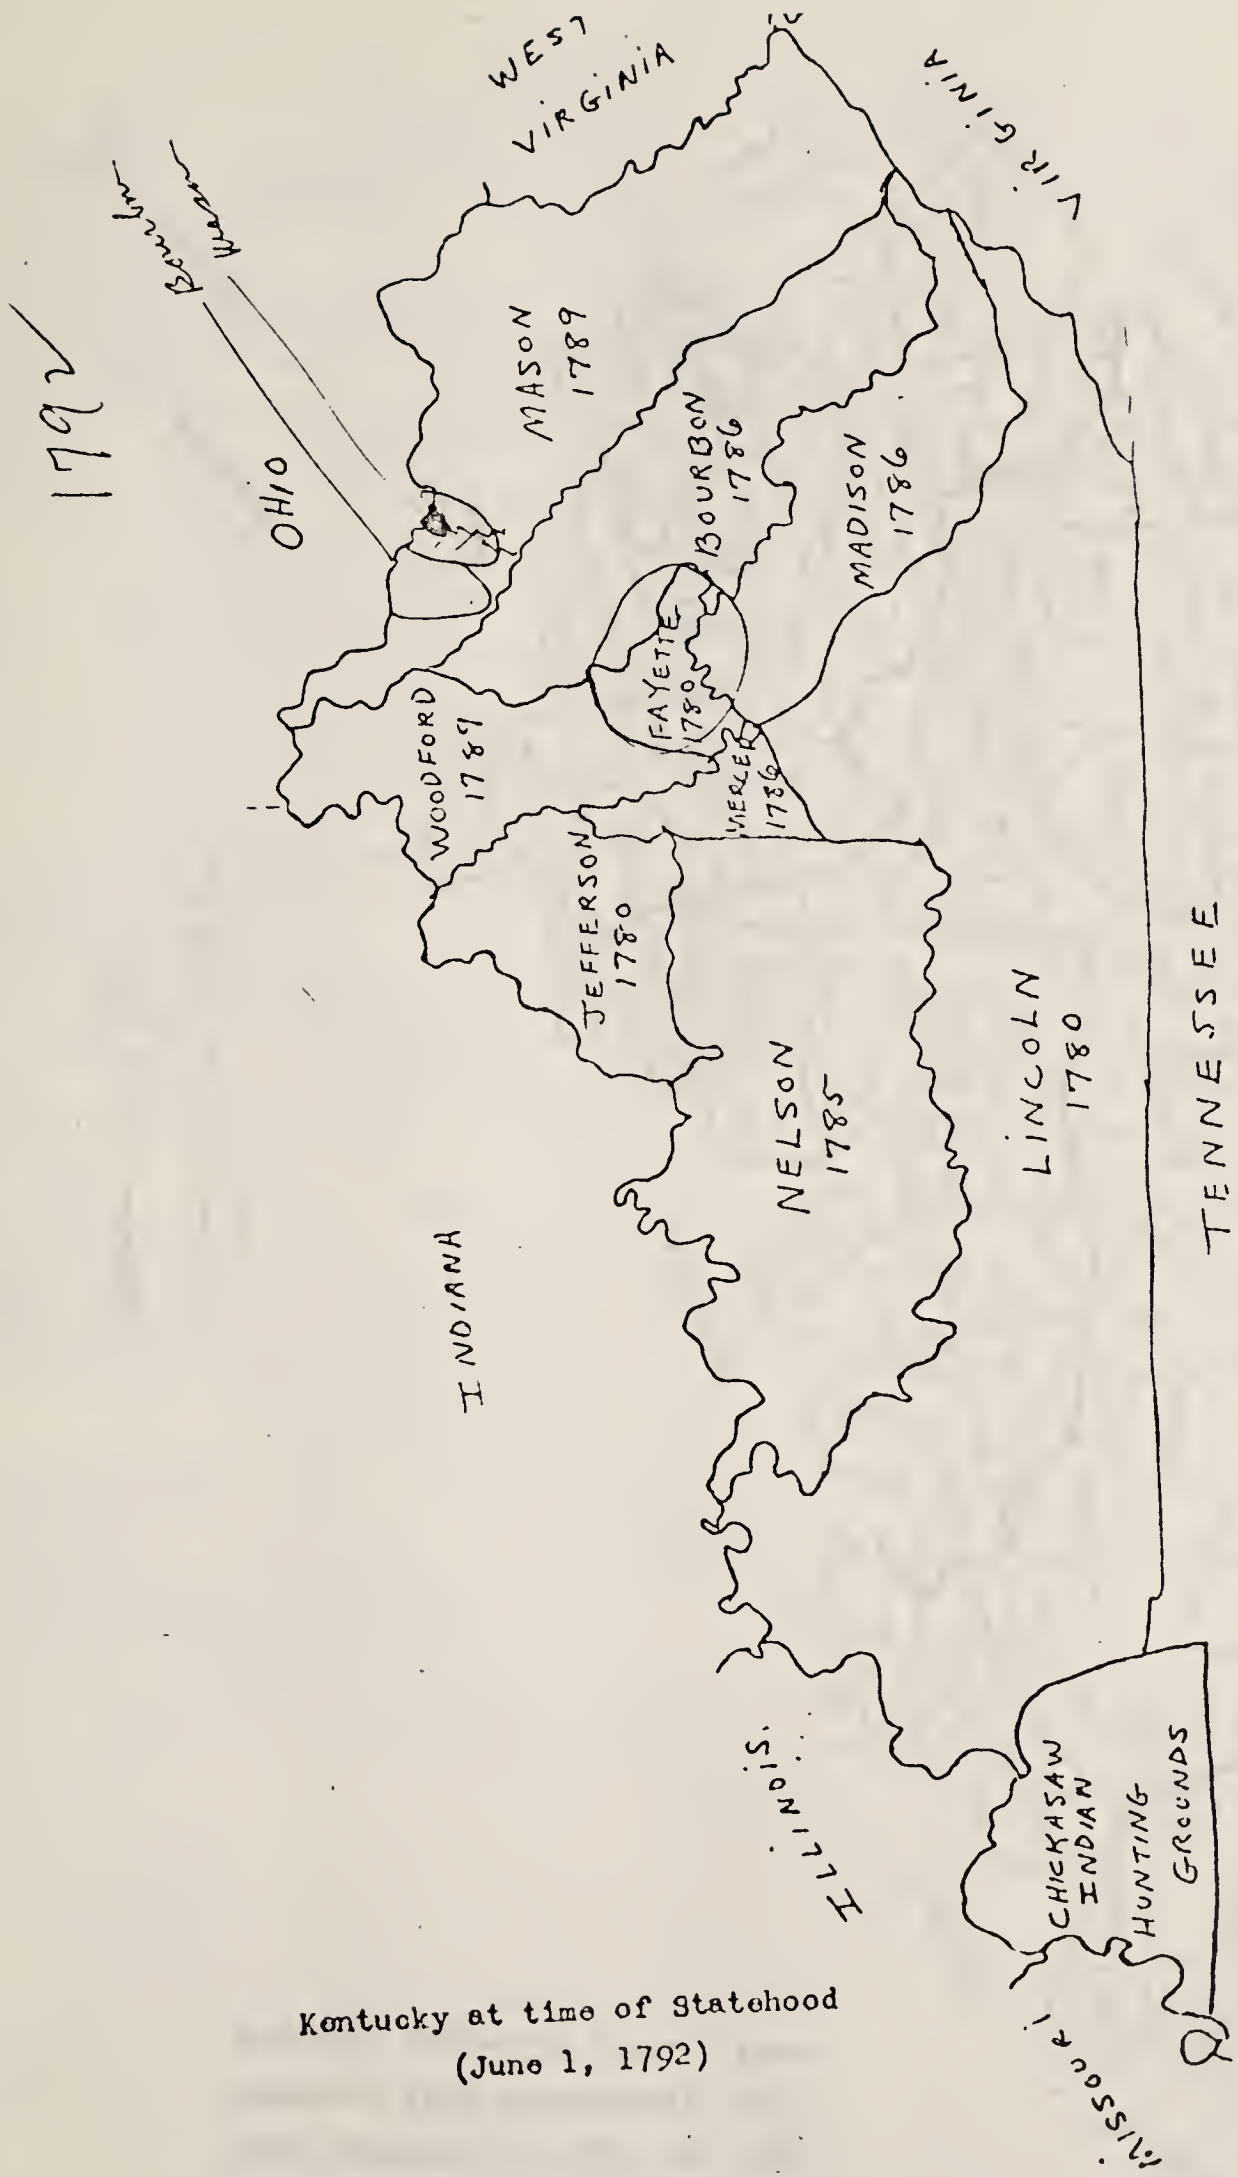 1792
Bourbon
Mason
WEST
VIRGINIA
OHIO
VIRGINIA
MASON
1789
BOURBON
1786
MADISON
1786
FAYETTE
1780
WOODFORD
1789
MERCER
1786
JEFFERSON
1780
NELSON
1785
LINCOLN
1780
INDIANA
TENNESSEE
ILLINOIS
CHICKASAW
INDIAN
HUNTING
GROUNDS
MISSOURI
Kentucky at time of Statehood
(June 1, 1792)